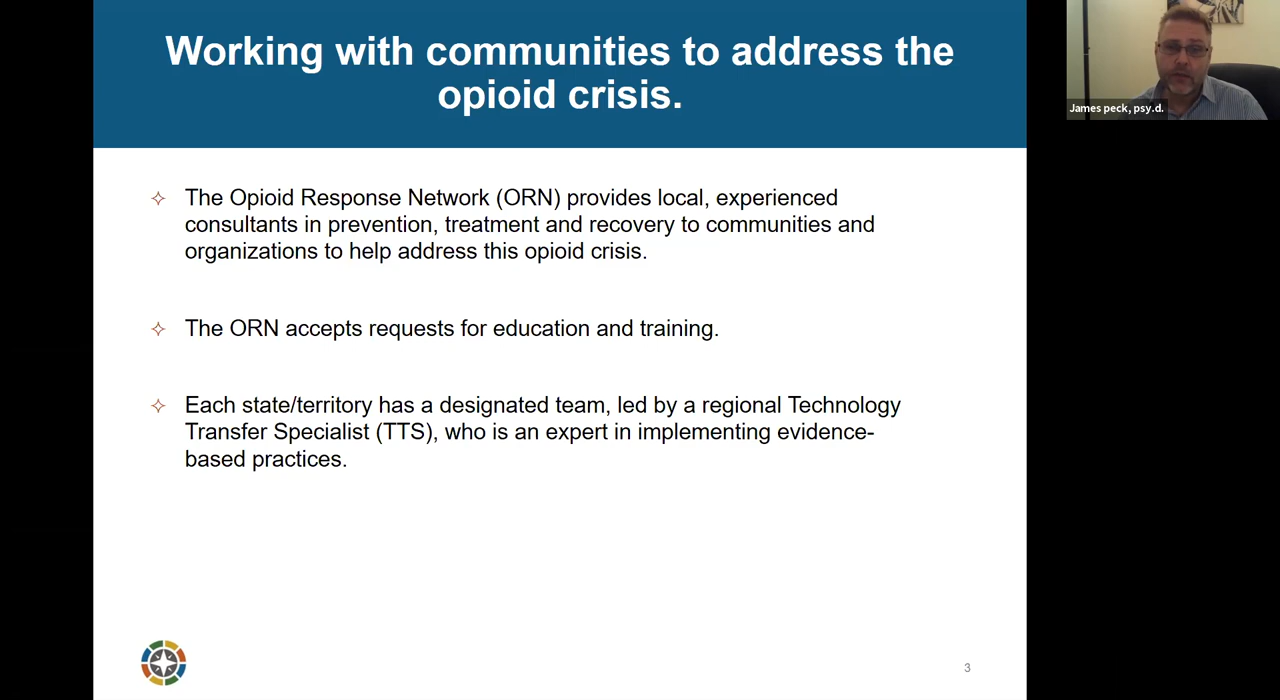 Working with communities to address the
opioid crisis.
The Opioid Response Network (ORN) provides local, experienced
consultants in prevention, treatment and recovery to communities and
organizations to help address this opioid crisis.
The ORN accepts requests for education and training.
Each state/territory has a designated team, led by a regional Technology
Transfer Specialist (TTS), who is an expert in implementing evidence-
based practices.
3
James peck, psy.d.